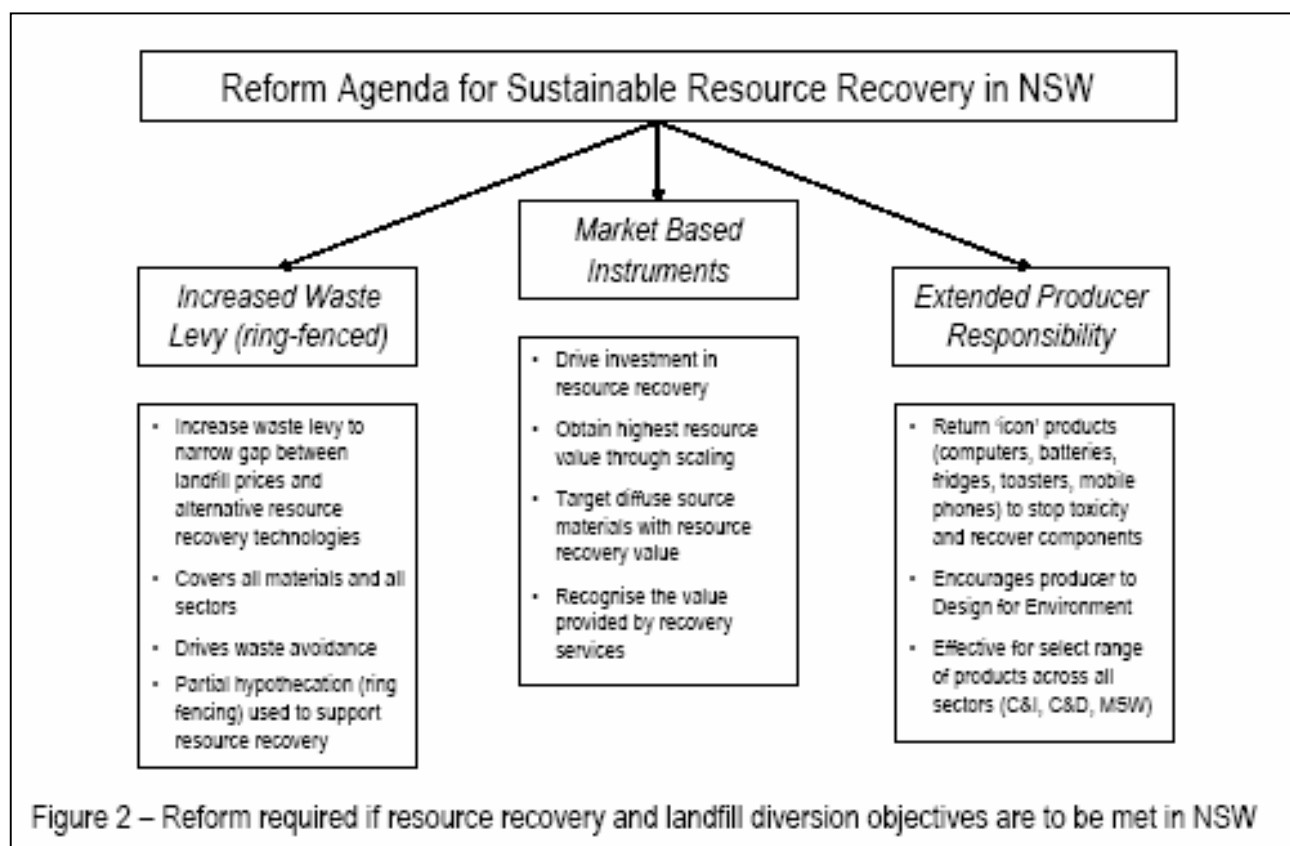 Reform Agenda for Sustainable Resource Recovery in NSW
Increased Waste
Levy (ring-fenced)
• Increase waste levy to
narrow gap between
landfill prices and
alternative resource
recovery technologies
• Covers all materials and all
sectors
• Drives waste avoidance
• Partial hypothecation (ring
fencing) used to support
resource recovery
Market Based
Instruments
• Drive investment in
resource recovery
• Obtain highest resource
value through scaling
• Target diffuse source
materials with resource
recovery value
• Recognise the value
provided by recovery
services
Extended Producer
Responsibility
• Return 'icon' products
(computers, batteries,
fridges, toasters, mobile
phones) to stop toxicity
and recover components
• Encourages producer to
Design for Environment
• Effective for select range
of products across all
sectors (C&I, C&D, MSW)
Figure 2 – Reform required if resource recovery and landfill diversion objectives are to be met in NSW